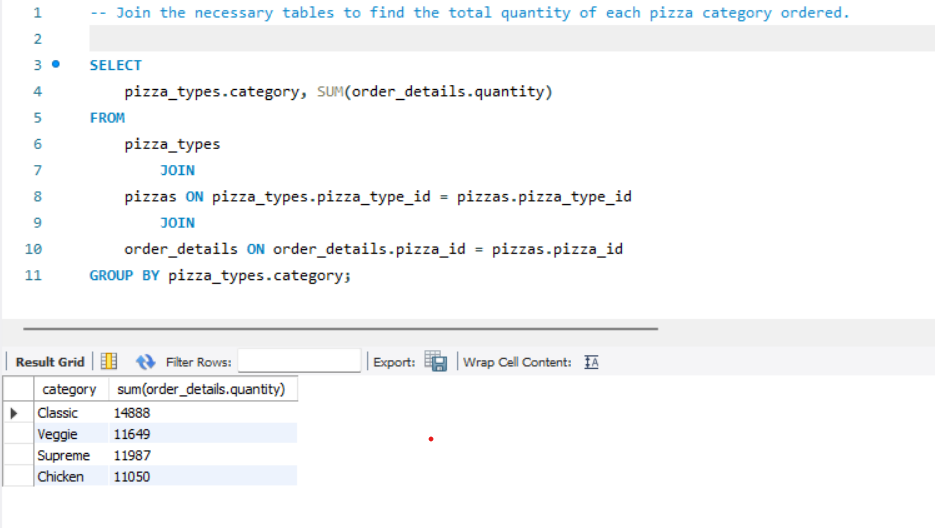 1 -- Join the necessary tables to find the total quantity of each pizza category ordered.
2
3 SELECT
4 pizza_types.category, SUM(order_details.quantity)
5 FROM
6 pizza_types
7 JOIN
8 pizzas ON pizza_types.pizza_type_id = pizzas.pizza_type_id
9 JOIN
10 order_details ON order_details.pizza_id = pizzas.pizza_id
11 GROUP BY pizza_types.category;
Result Grid Filter Rows: Export: Wrap Cell Content: IA
category sum(order_details.quantity)
Classic 14888
Veggie 11649
Supreme 11987
Chicken 11050